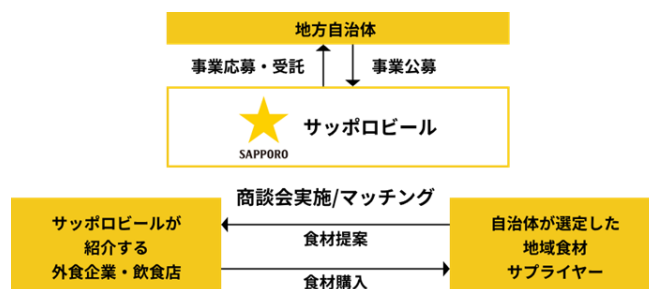 地方自治体
事業応募・受託
事業公募
サッポロビール
SAPPORO
商談会実施/マッチング
サッポロビールが
紹介する
外食企業・飲食店
食材提案
食材購入
自治体が選定した
地域食材
サプライヤー